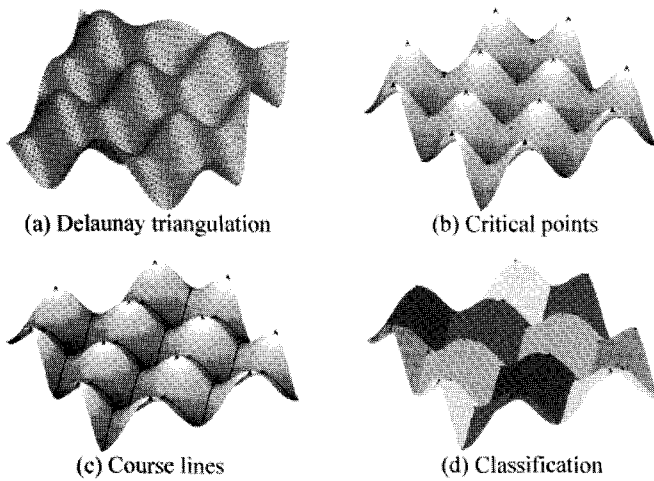 (a) Delaunay triangulation
(b) Critical points
(c) Course lines
(d) Classification